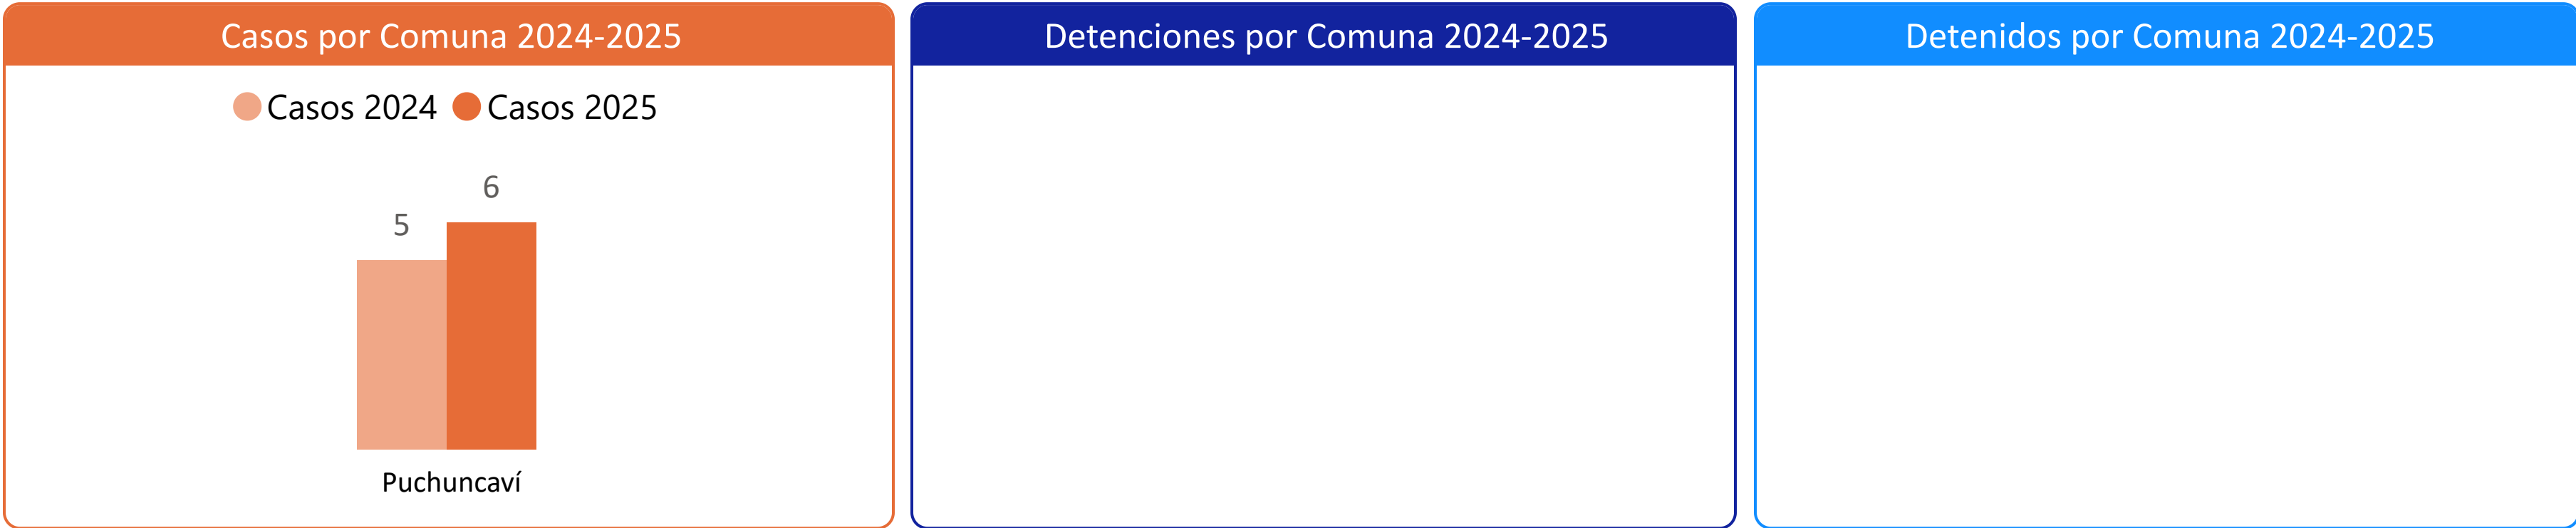 Casos por Comuna 2024-2025
Casos 2024 Casos 2025
5
6
Puchuncaví
Detenciones por Comuna 2024-2025
Detenidos por Comuna 2024-2025